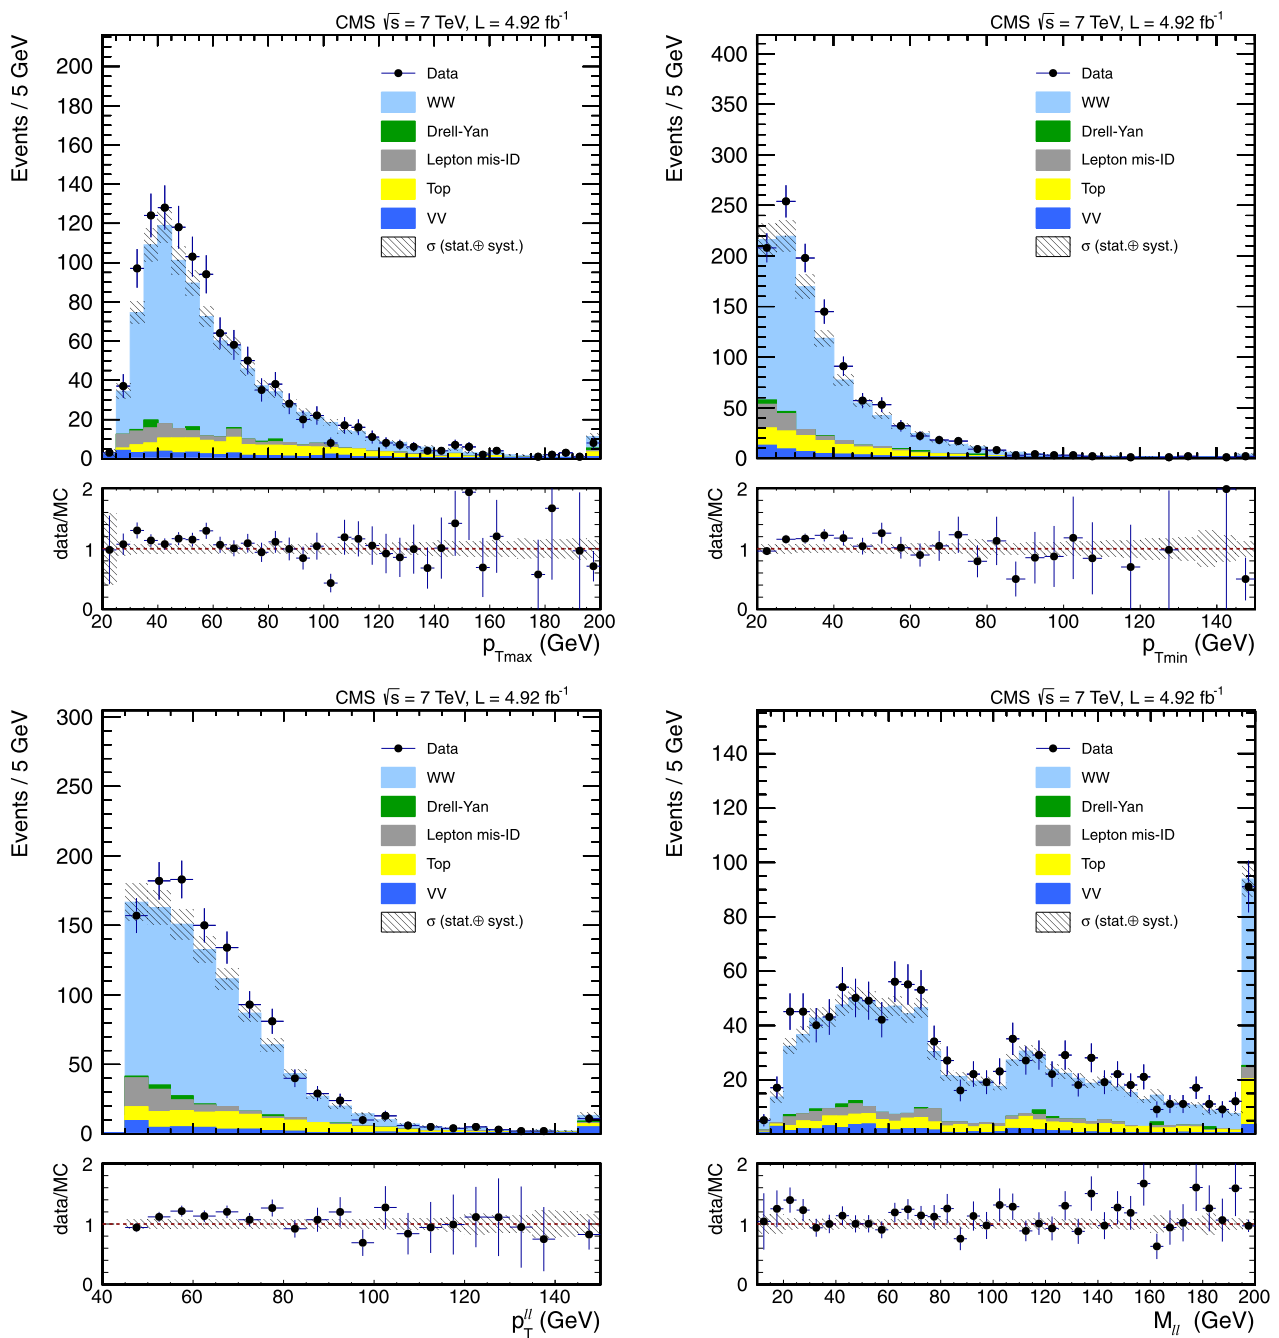 CMS √s = 7 TeV, L = 4.92 fb-1
Events / 5 GeV
200
180
160
140
120
100
80
60
40
20
0
Data
WW
Drell-Yan
Lepton mis-ID
Top
VV
σ (stat.⊕ syst.)
data/MC
2
1
0
20 40 60 80 100 120 140 160 180 200
pTmax (GeV)
CMS √s = 7 TeV, L = 4.92 fb-1
Events / 5 GeV
400
350
300
250
200
150
100
50
0
Data
WW
Drell-Yan
Lepton mis-ID
Top
VV
σ (stat.⊕ syst.)
data/MC
2
1
0
20 40 60 80 100 120 140
pTmin (GeV)
CMS √s = 7 TeV, L = 4.92 fb-1
Events / 5 GeV
300
250
200
150
100
50
0
Data
WW
Drell-Yan
Lepton mis-ID
Top
VV
σ (stat.⊕ syst.)
data/MC
2
1
0
40 60 80 100 120 140
pTll (GeV)
CMS √s = 7 TeV, L = 4.92 fb-1
Events / 5 GeV
140
120
100
80
60
40
20
Data
WW
Drell-Yan
Lepton mis-ID
Top
VV
σ (stat.⊕ syst.)
data/MC
2
1
0
20 40 60 80 100 120 140 160 180 200
Mll (GeV)